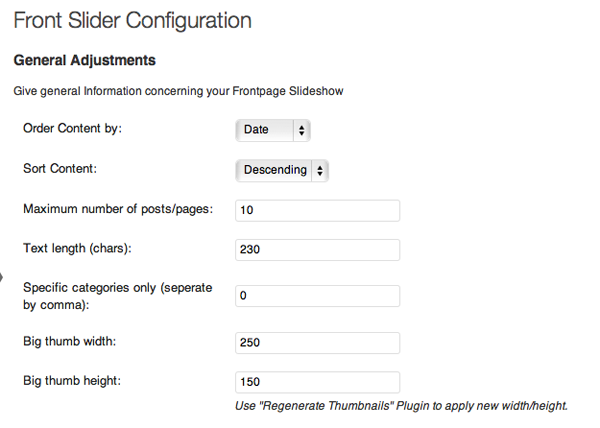 Front Slider Configuration
General Adjustments
Give general Information concerning your Frontpage Slideshow
Order Content by: Date
Sort Content: Descending
Maximum number of posts/pages: 10
Text length (chars): 230
Specific categories only (seperate
by comma): 0
Big thumb width: 250
Big thumb height: 150
Use "Regenerate Thumbnails" Plugin to apply new width/height.